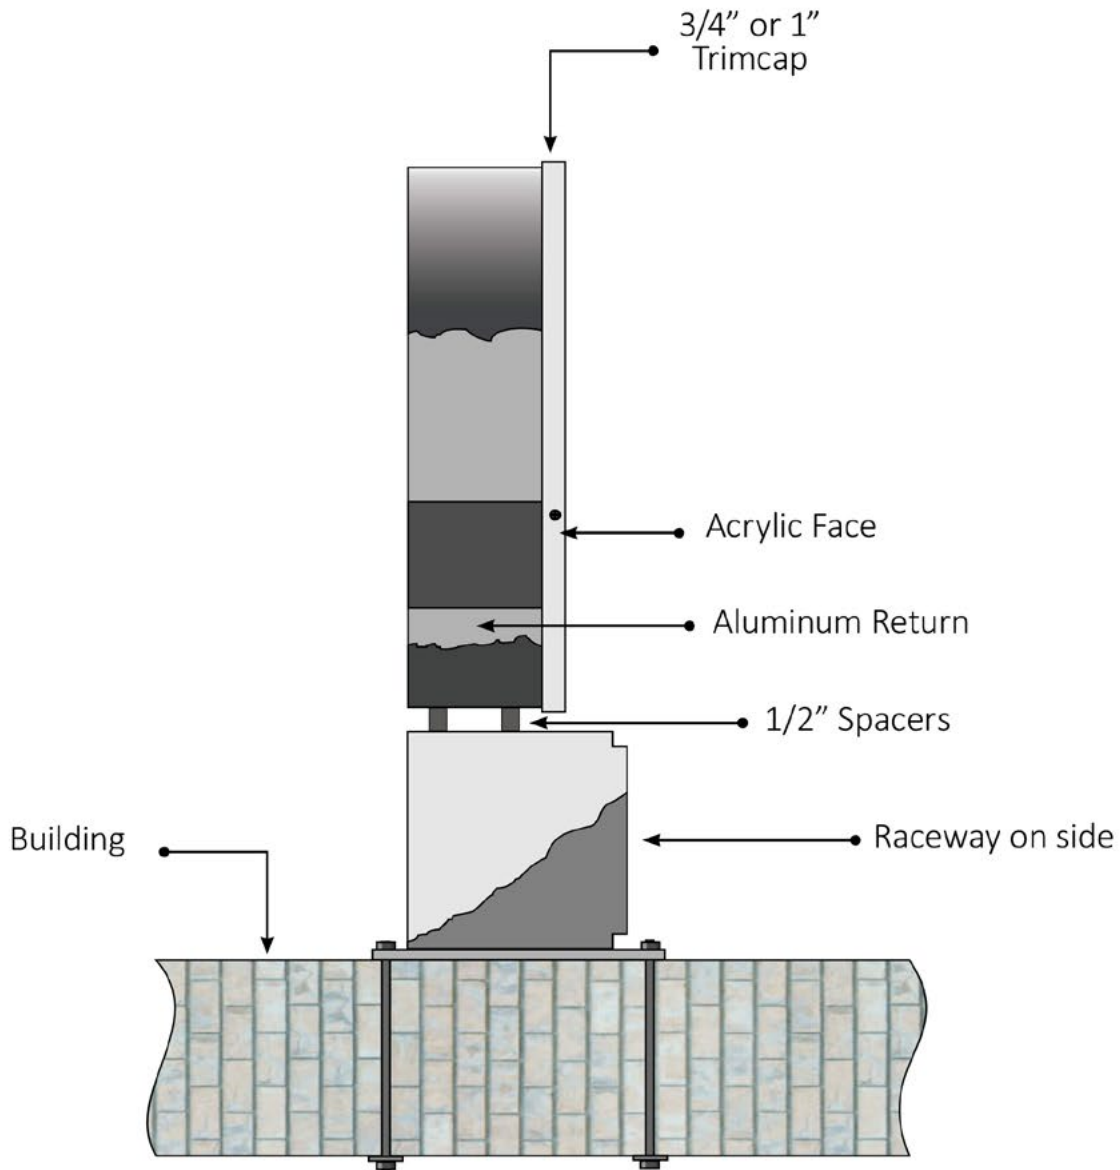 3/4” or 1”
Trimcap
Acrylic Face
Aluminum Return
1/2” Spacers
Building
Raceway on side